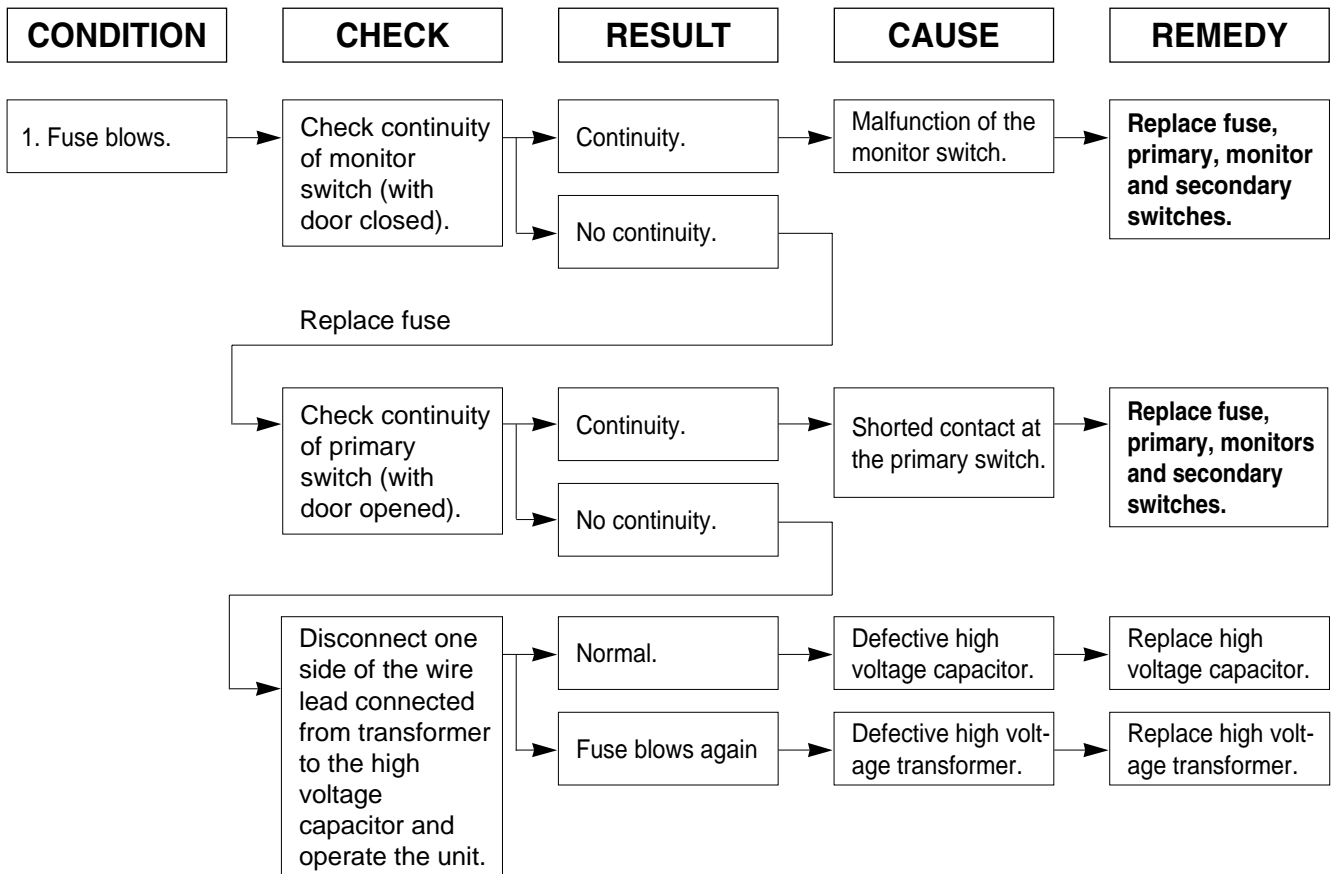 CONDITION
CHECK
RESULT
CAUSE
REMEDY
1. Fuse blows.
Check continuity
of monitor
switch (with
door closed).
Continuity.
Malfunction of the
monitor switch.
Replace fuse,
primary, monitor
and secondary
switches.
No continuity.
Replace fuse
Check continuity
of primary
switch (with
door opened).
Continuity.
Shorted contact at
the primary switch.
Replace fuse,
primary, monitors
and secondary
switches.
No continuity.
Disconnect one
side of the wire
lead connected
from transformer
to the high
voltage
capacitor and
operate the unit.
Normal.
Defective high
voltage capacitor.
Replace high
voltage capacitor.
Fuse blows again
Defective high volt-
age transformer.
Replace high volt-
age transformer.